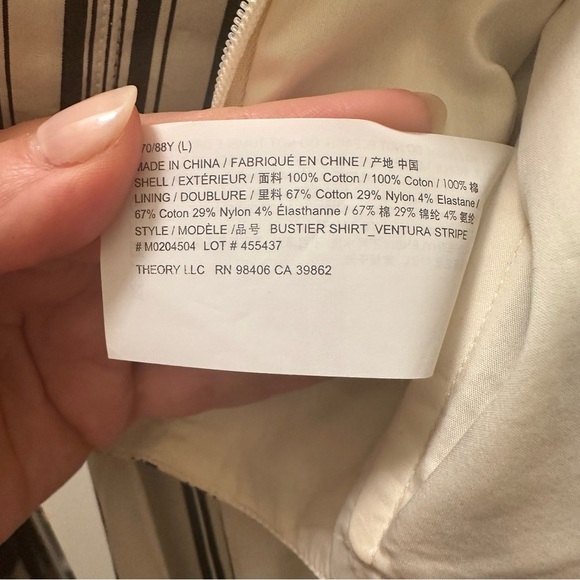 70/88Y (L)
MADE IN CHINA / FABRIQUÉ EN CHINE / 产地 中国
SHELL / EXTÉRIEUR / 面料 100% Cotton / 100% Coton / 100% 棉
LINING / DOUBLURE / 里料 67% Cotton 29% Nylon 4% Elastane /
67% Coton 29% Nylon 4% Élasthanne / 67% 棉 29% 锦纶 4% 氨纶
STYLE / MODÈLE / 品号 BUSTIER SHIRT_VENTURA STRIPE
# M0204504 LOT # 455437
THEORY LLC RN 98406 CA 39862